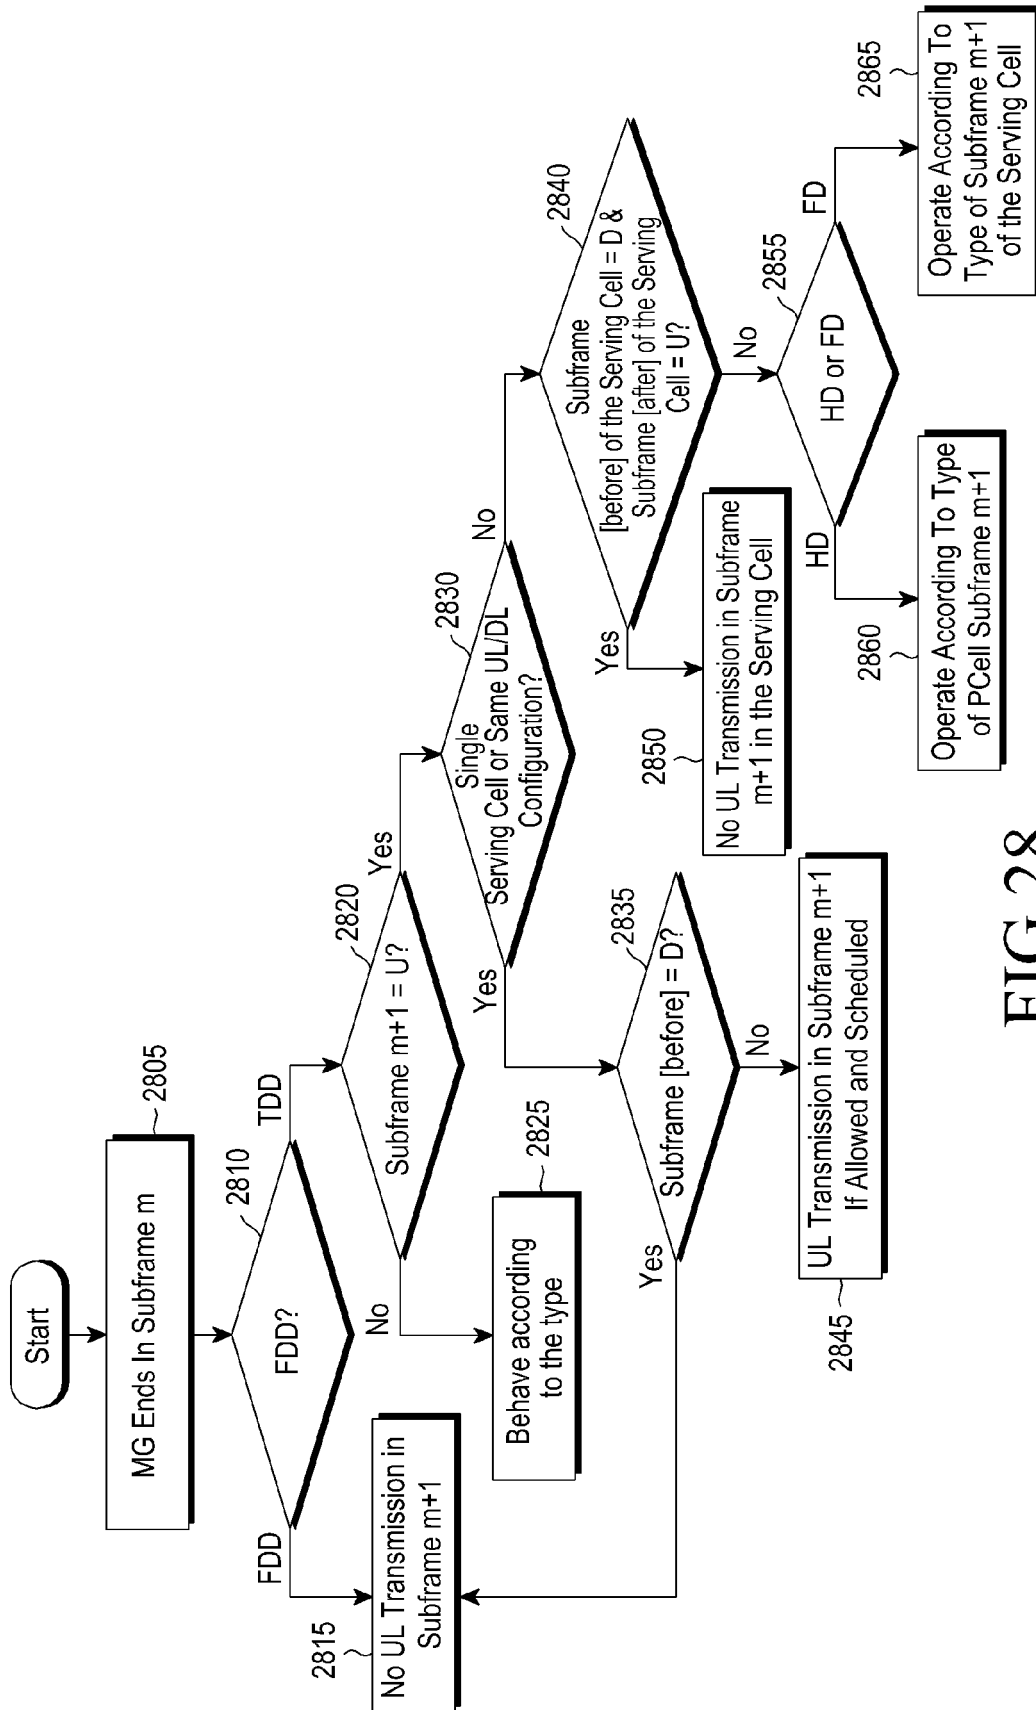 Start
MG Ends In Subframe m
2805
FDD?
2810
FDD
TDD
No UL Transmission in
Subframe m+1
2815
Subframe m+1 = U?
2820
No
Yes
Behave according
to the type
2825
Single
Serving Cell or Same UL/DL
Configuration?
2830
Yes
No
Subframe [before] = D?
2835
Yes
No
Subframe
[before] of the Serving Cell = D &
Subframe [after] of the Serving
Cell = U?
2840
Yes
No
UL Transmission in Subframe m+1
If Allowed and Scheduled
2845
No UL Transmission in Subframe
m+1 in the Serving Cell
2850
HD or FD
2855
HD
FD
Operate According To Type
of PCell Subframe m+1
2860
Operate According To
Type of Subframe m+1
of the Serving Cell
2865
FIG.28